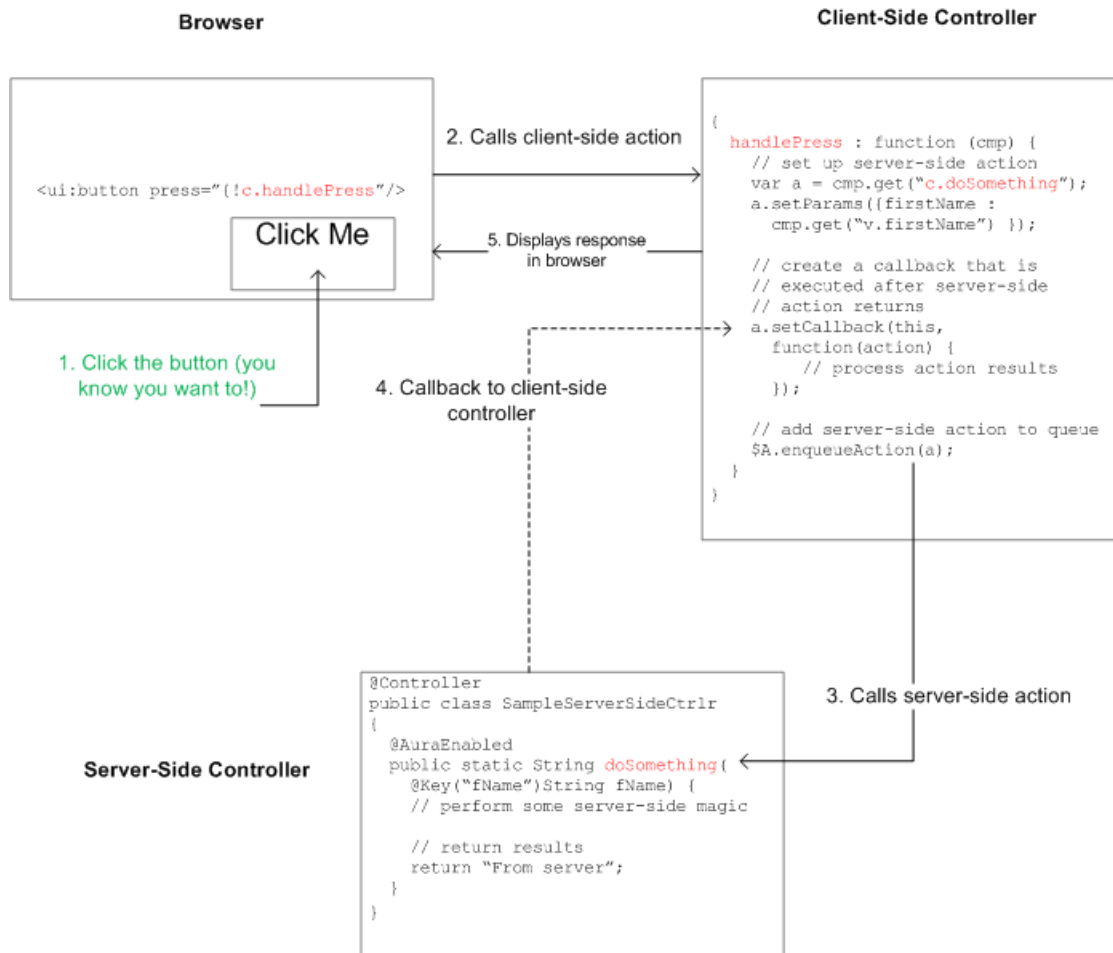 Browser
Client-Side Controller
<ui:button press=”{!c.handlePress”/>
Click Me
1. Click the button (you
know you want to!)
2. Calls client-side action
5. Displays response
in browser
{
handlePress : function (cmp) {
// set up server-side action
var a = cmp.get(“c.doSomething”);
a.setParams({firstName :
cmp.get(“v.firstName”) });
// create a callback that is
// executed after server-side
// action returns
a.setCallback(this,
function(action) {
// process action results
});
// add server-side action to queue
$A.enqueueAction(a);
}
}
4. Callback to client-side
controller
3. Calls server-side action
Server-Side Controller
@Controller
public class SampleServerSideCtrlr
{
@AuraEnabled
public static String doSomething(
@Key(“fName”)String fName) {
// perform some server-side magic
// return results
return “From server”;
}
}